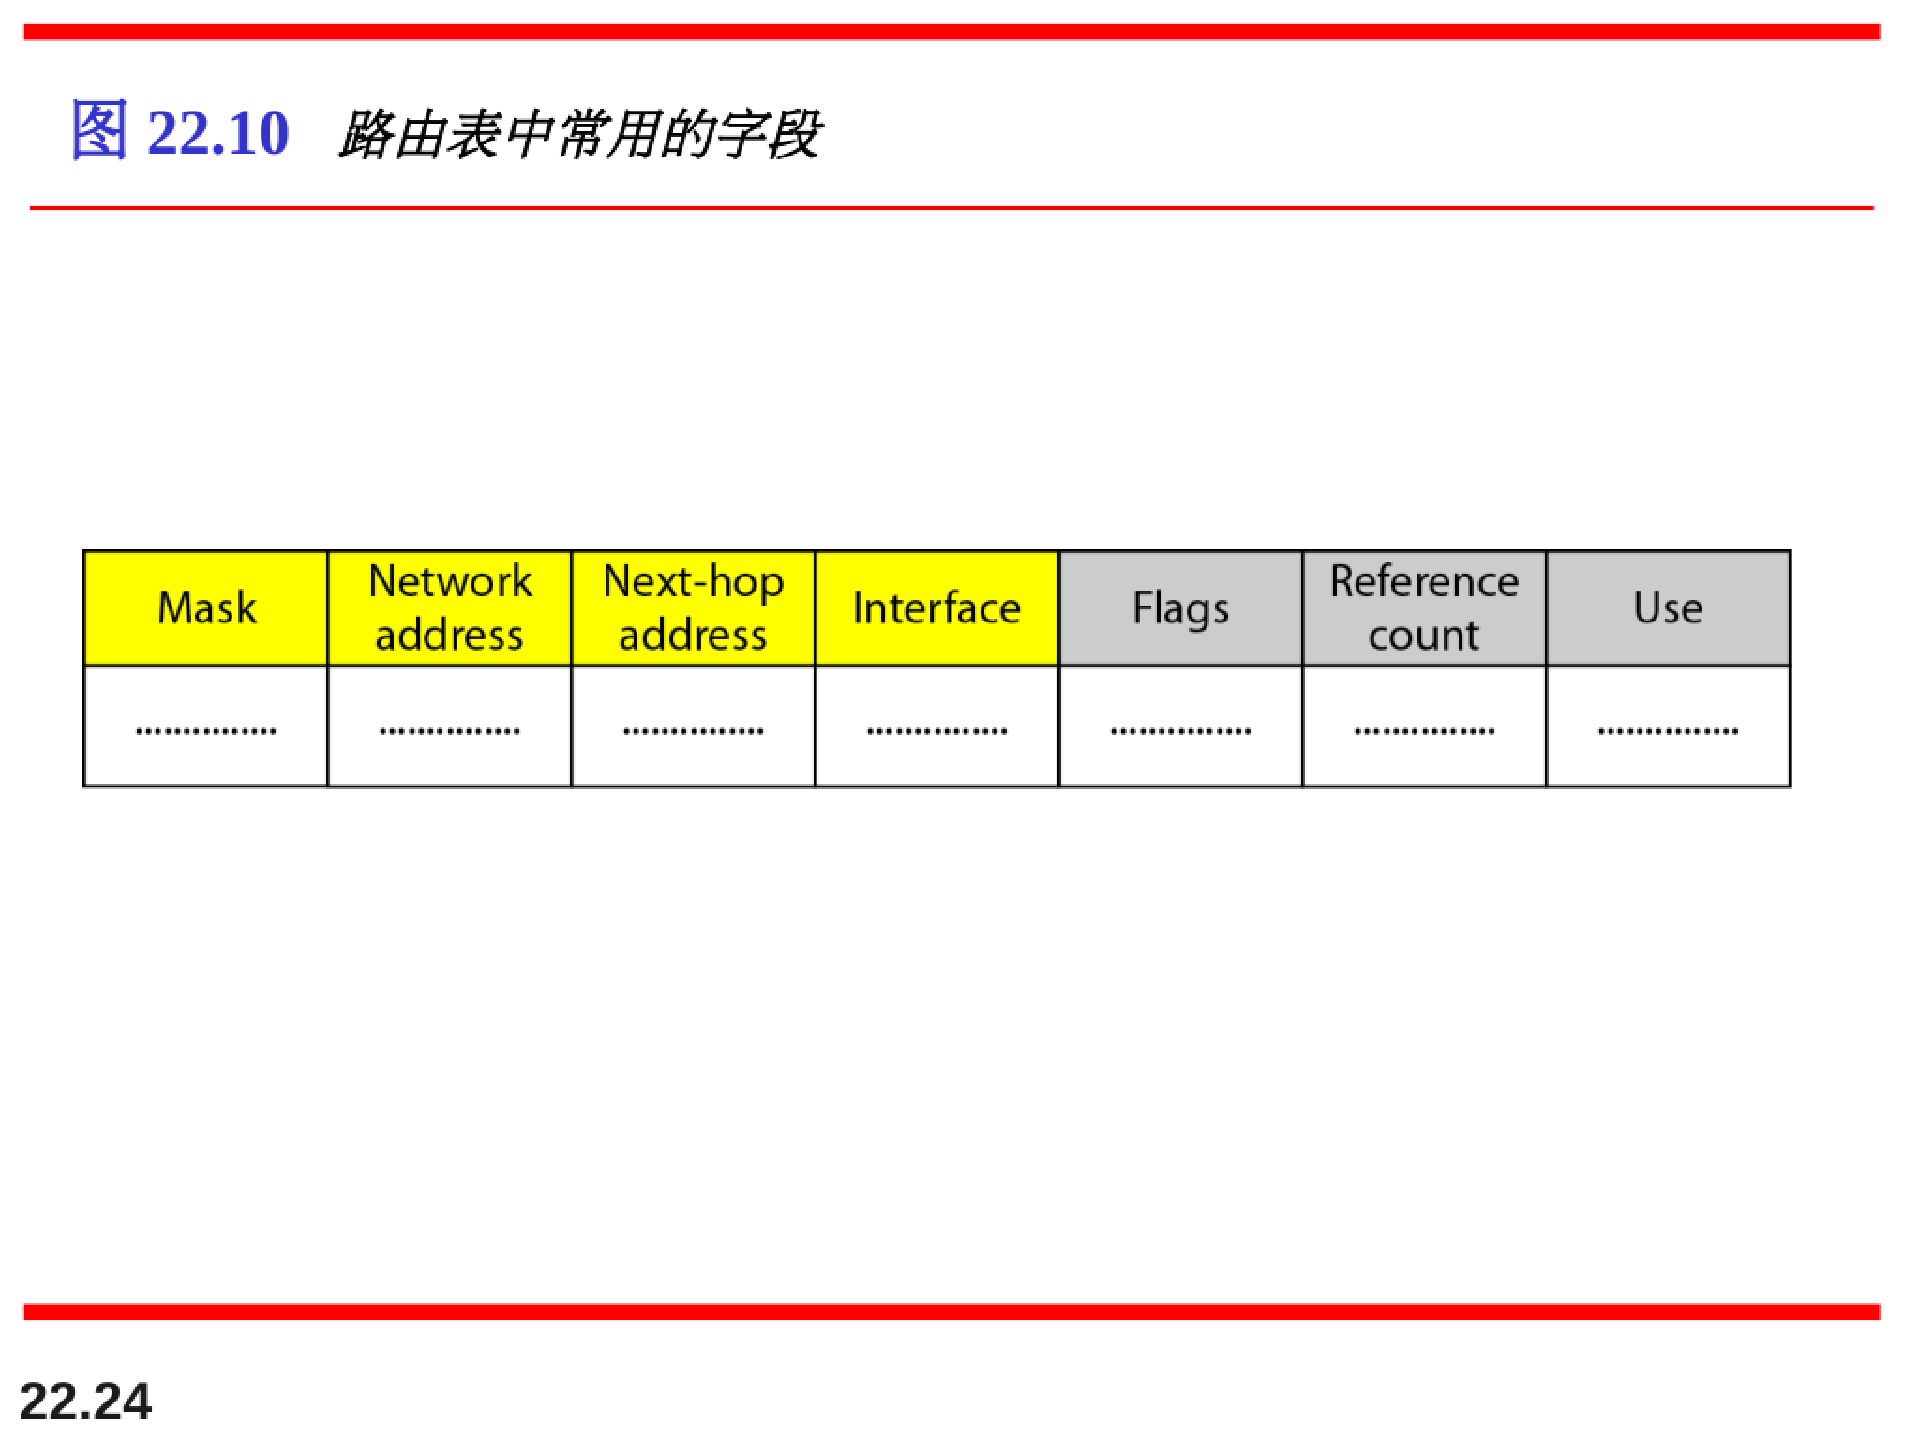 图 22.10 路由表中常用的字段
Mask Network address Next-hop address Interface Flags Reference count Use
............... ............... ............... ............... ............... ............... ...............
22.24